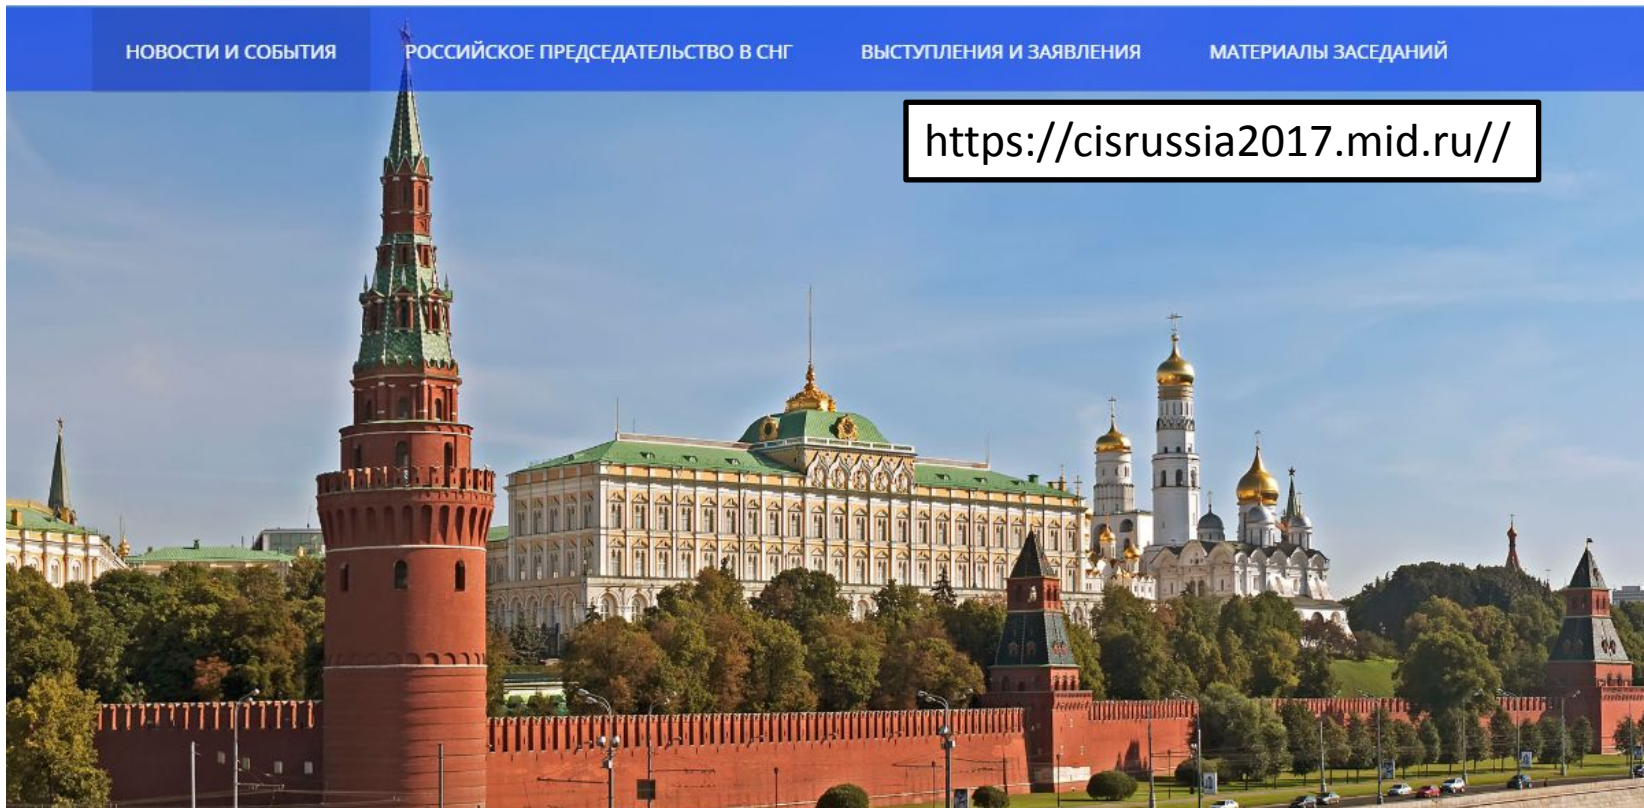 НОВОСТИ И СОБЫТИЯ РОССИЙСКОЕ ПРЕДСЕДАТЕЛЬСТВО В СНГ ВЫСТУПЛЕНИЯ И ЗАЯВЛЕНИЯ МАТЕРИАЛЫ ЗАСЕДАНИЙ
https://cisrussia2017.mid.ru//